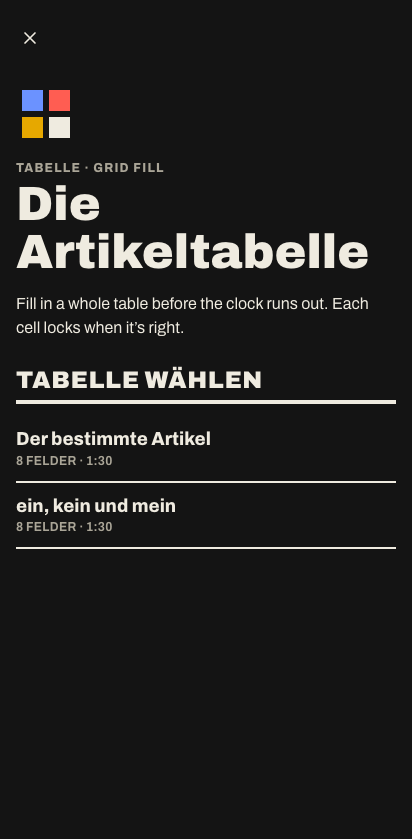 TABELLE · GRID FILL
Die
Artikeltabelle
Fill in a whole table before the clock runs out. Each
cell locks when it’s right.
TABELLE WÄHLEN
Der bestimmte Artikel
8 FELDER · 1:30
ein, kein und mein
8 FELDER · 1:30